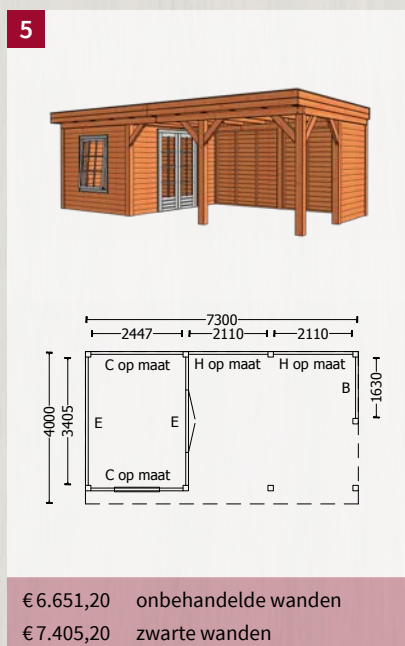 5
7300
2447 2110 2110
C op maat H op maat H op maat
B
1630
4000
3405
E E
C op maat
€ 6.651,20 onbehandelde wanden
€ 7.405,20 zwarte wanden